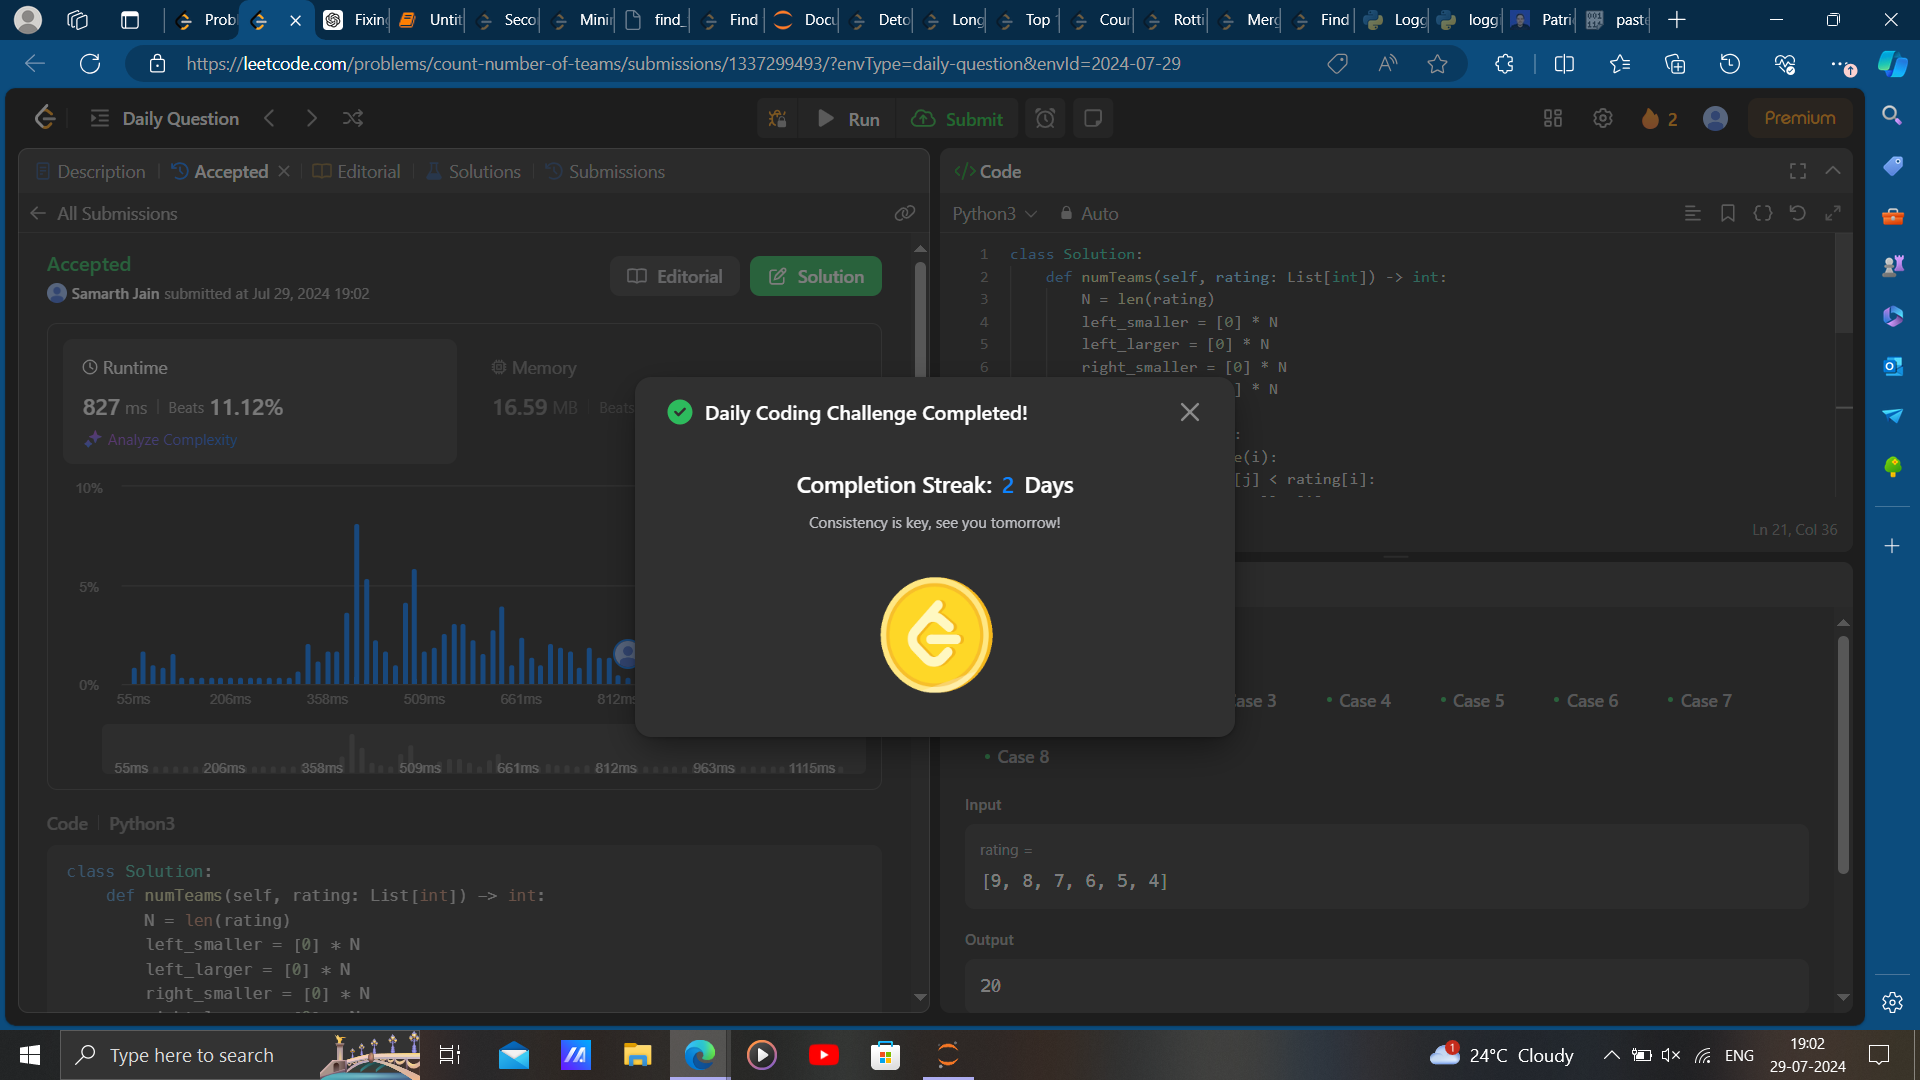 Prob
Fixin
Untit
Seco
Minin
find_
Find
Docu
Deto
Long
Top
Cour
Rotti
Merg
Find
Logg
loggi
Patri
paste
https://leetcode.com/problems/count-number-of-teams/submissions/1337299493/?envType=daily-question&envId=2024-07-29
Daily Question
Run
Submit
2
Premium
Description
Accepted
Editorial
Solutions
Submissions
All Submissions
Accepted
Samarth Jain submitted at Jul 29, 2024 19:02
Editorial
Solution
Runtime
827 ms | Beats 11.12%
Analyze Complexity
Memory
16.59 MB | Beats
10%
5%
0%
55ms 206ms 358ms 509ms 661ms 812ms
55ms 206ms 358ms 509ms 661ms 812ms 963ms 1115ms
Code | Python3
class Solution:
def numTeams(self, rating: List[int]) -> int:
N = len(rating)
left_smaller = [0] * N
left_larger = [0] * N
right_smaller = [0] * N
Daily Coding Challenge Completed!
Completion Streak: 2 Days
Consistency is key, see you tomorrow!
</> Code
Python3
Auto
1 class Solution:
2 def numTeams(self, rating: List[int]) -> int:
3 N = len(rating)
4 left_smaller = [0] * N
5 left_larger = [0] * N
6 right_smaller = [0] * N
] * N
:
e(i):
[j] < rating[i]:
Ln 21, Col 36
Case 3
Case 4
Case 5
Case 6
Case 7
Case 8
Input
rating =
[9, 8, 7, 6, 5, 4]
Output
20
Type here to search
1
24°C Cloudy
ENG
19:02
29-07-2024